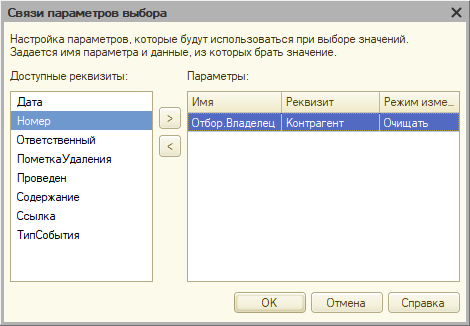 Связи параметров выбора
Настройка параметров, которые будут использоваться при выборе значений.
Задается имя параметра и данные, из которых брать значение.
Доступные реквизиты:
Параметры:
Дата
Номер
Ответственный
ПометкаУдаления
Проведен
Содержание
Ссылка
ТипСобытия
>
<
Имя Реквизит Режим изме...
Отбор.Владелец Контрагент Очищать
OK Отмена Справка